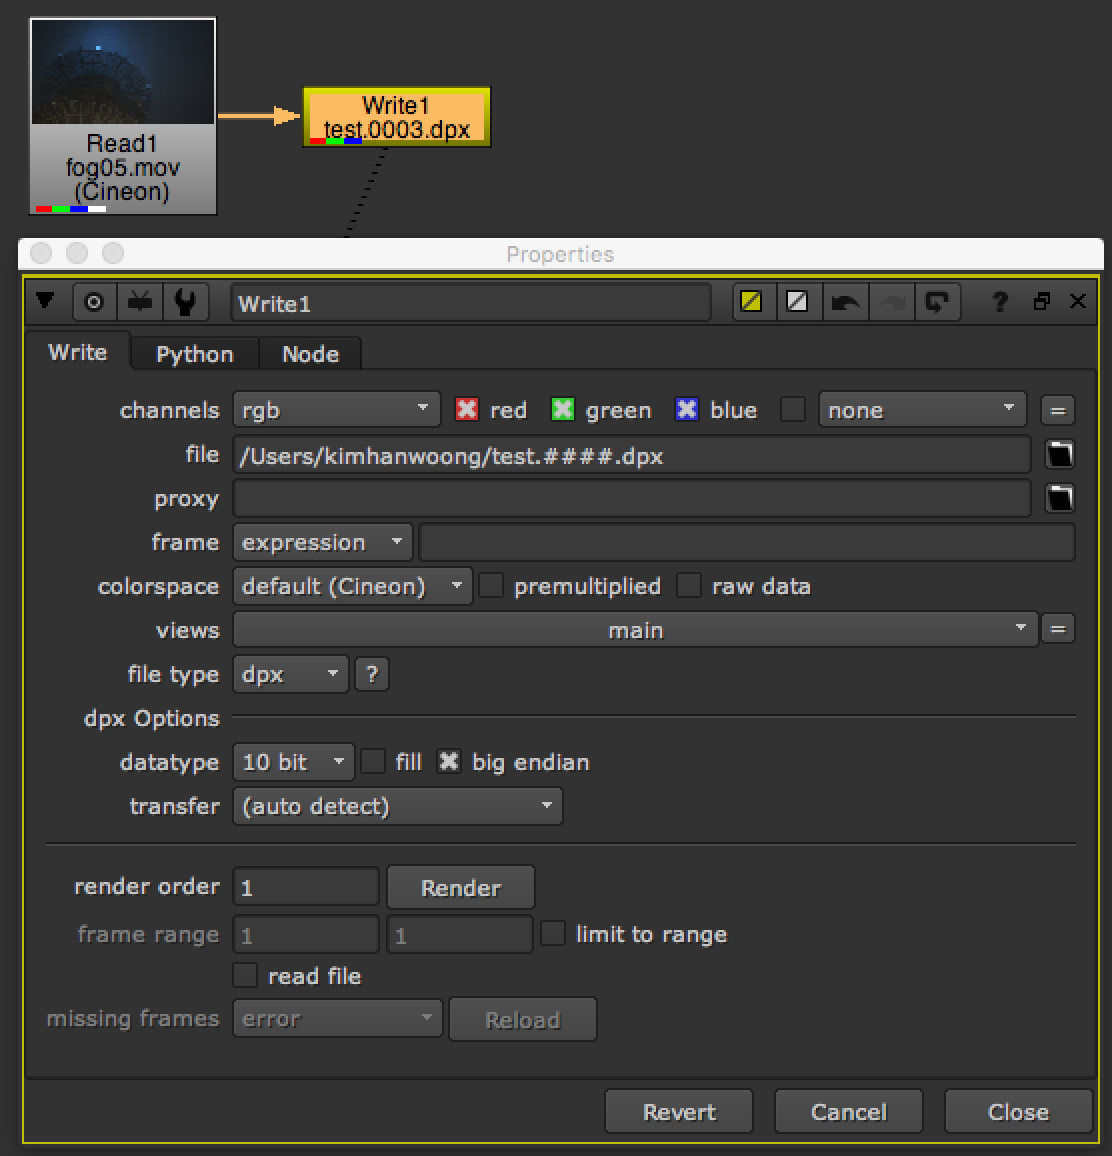 Read1
fog05.mov
(Cineon)
Write1
test.0003.dpx
Properties
Write1
?
Write Python Node
channels rgb red green blue none =
file /Users/kimhanwoong/test.####.dpx
proxy
frame expression
colorspace default (Cineon) premultiplied raw data
views main =
file type dpx ?
dpx Options
datatype 10 bit fill big endian
transfer (auto detect)
render order 1 Render
frame range 1 1 limit to range
read file
missing frames error Reload
Revert Cancel Close